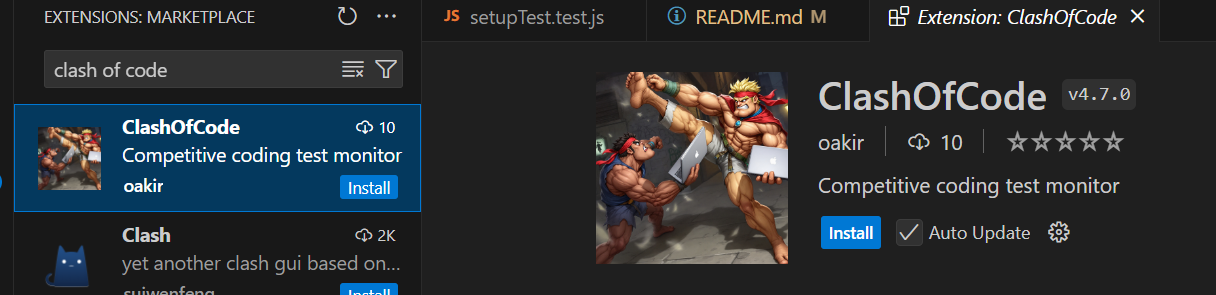 EXTENSIONS: MARKETPLACE
clash of code
ClashOfCode 10
Competitive coding test monitor
oakir Install
Clash 2K
yet another clash gui based on...
suiwenfeng Install
JS setupTest.test.js
README.md M
Extension: ClashOfCode
ClashOfCode v4.7.0
oakir 10
Competitive coding test monitor
Install Auto Update